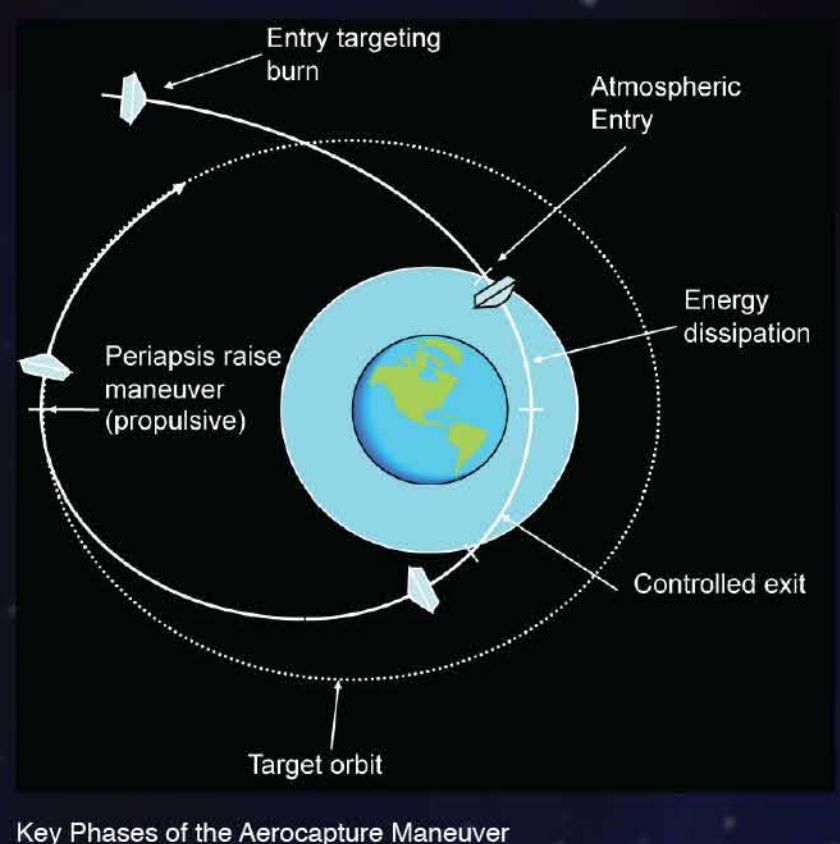 Entry targeting
burn
Atmospheric
Entry
Energy
dissipation
Periapsis raise
maneuver
(propulsive)
Controlled exit
Target orbit
Key Phases of the Aerocapture Maneuver